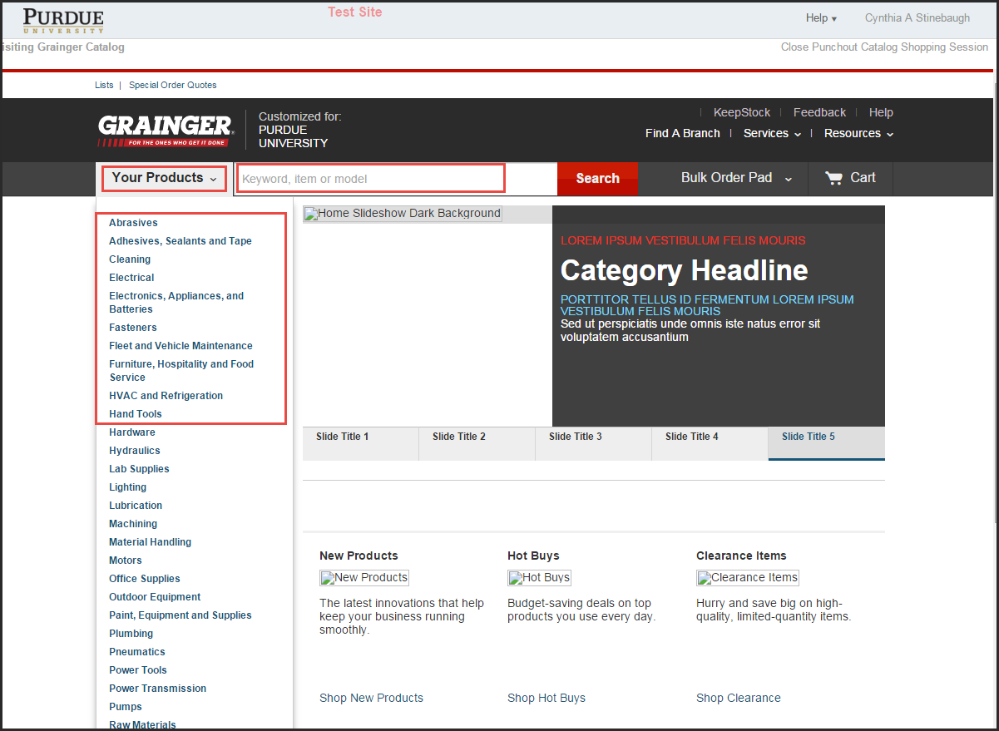 PURDUE
UNIVERSITY
Test Site
Help ▾
Cynthia A Stinebaugh
isiting Grainger Catalog
Close Punchout Catalog Shopping Session
Lists | Special Order Quotes
GRAINGER
FOR THE ONES WHO GET IT DONE
Customized for:
PURDUE
UNIVERSITY
| KeepStock | Feedback | Help
Find A Branch | Services | Resources
Your Products
Keyword, item or model
Search
Bulk Order Pad
Cart
Abrasives
Adhesives, Sealants and Tape
Cleaning
Electrical
Electronics, Appliances, and
Batteries
Fasteners
Fleet and Vehicle Maintenance
Furniture, Hospitality and Food
Service
HVAC and Refrigeration
Hand Tools
Hardware
Hydraulics
Lab Supplies
Lighting
Lubrication
Machining
Material Handling
Motors
Office Supplies
Outdoor Equipment
Paint, Equipment and Supplies
Plumbing
Pneumatics
Power Tools
Power Transmission
Pumps
Raw Materials
Home Slideshow Dark Background
LOREM IPSUM VESTIBULUM FELIS MOURIS
Category Headline
PORTTITOR TELLUS ID FERMENTUM LOREM IPSUM
VESTIBULUM FELIS MOURIS
Sed ut perspiciatis unde omnis iste natus error sit
voluptatem accusantium
Slide Title 1
Slide Title 2
Slide Title 3
Slide Title 4
Slide Title 5
New Products
New Products
The latest innovations that help
keep your business running
smoothly.
Shop New Products
Hot Buys
Hot Buys
Budget-saving deals on top
products you use every day.
Shop Hot Buys
Clearance Items
Clearance Items
Hurry and save big on high-
quality, limited-quantity items.
Shop Clearance